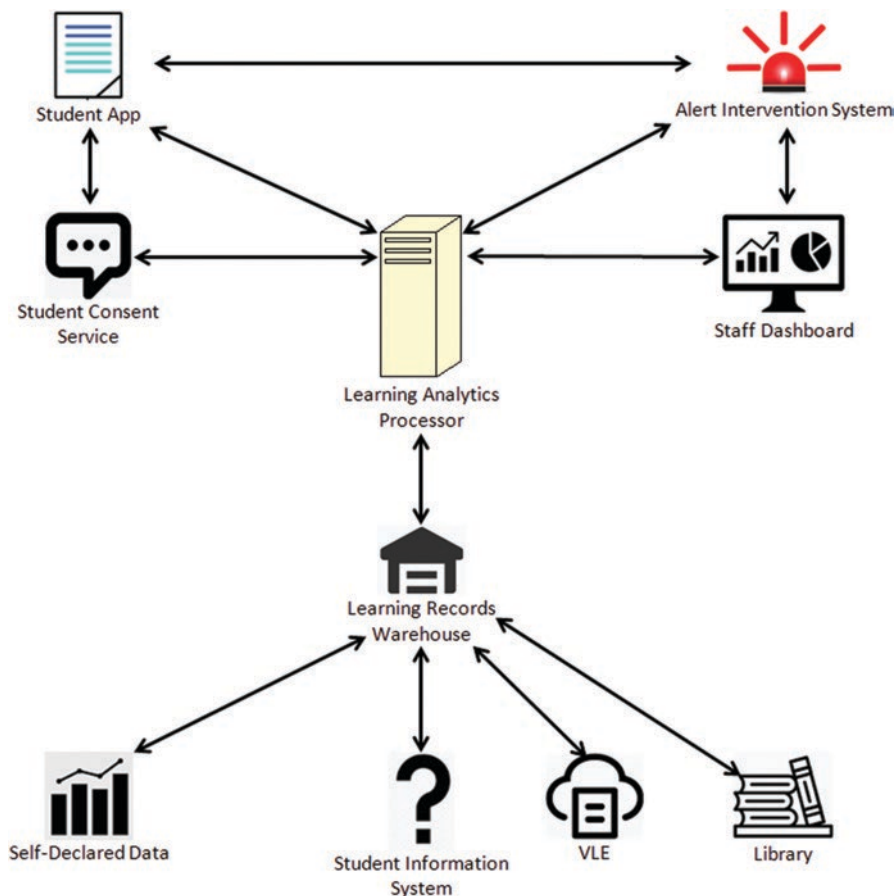 Student App
Alert Intervention System
Student Consent
Service
Staff Dashboard
Learning Analytics
Processor
Learning Records
Warehouse
Self-Declared Data
Student Information
System
VLE
Library